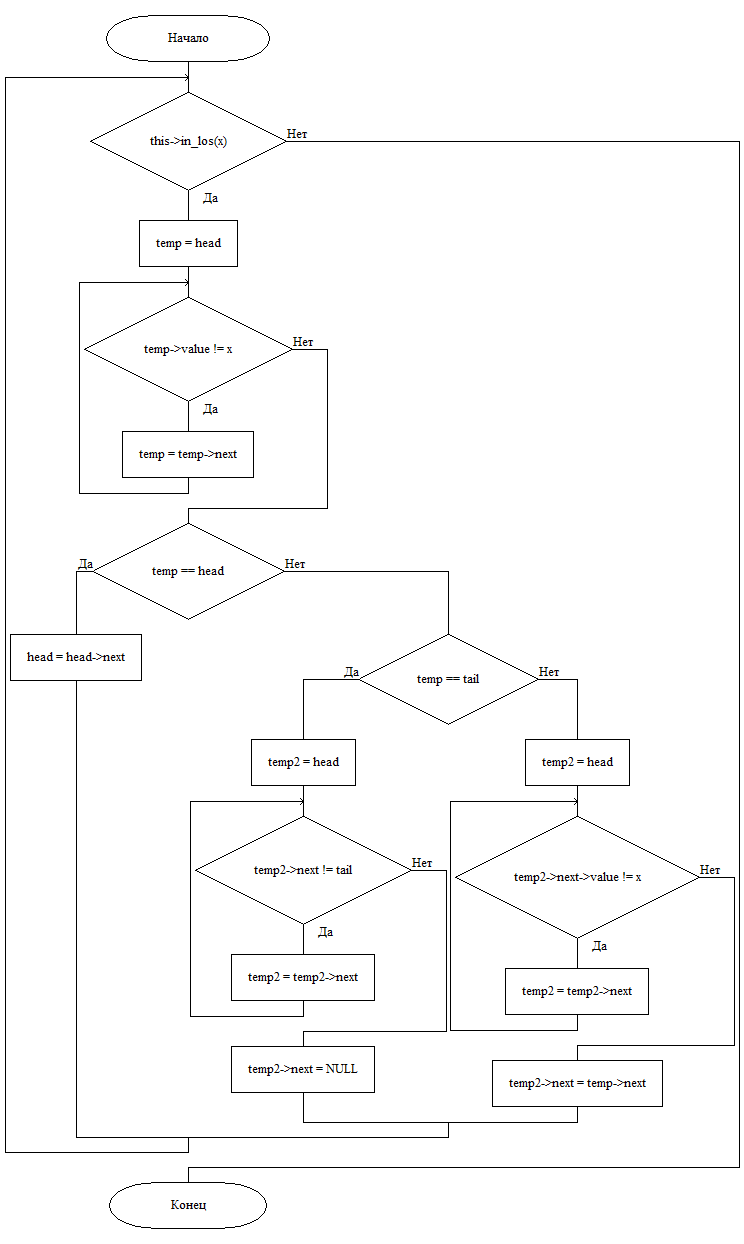 Начало
this->in_los(x)
Нет
Да
temp = head
temp->value != x
Нет
Да
temp = temp->next
Да
temp == head
Нет
head = head->next
Да
temp == tail
Нет
temp2 = head
temp2 = head
temp2->next != tail
Нет
temp2->next->value != x
Нет
Да
Да
temp2 = temp2->next
temp2 = temp2->next
temp2->next = NULL
temp2->next = temp->next
Конец